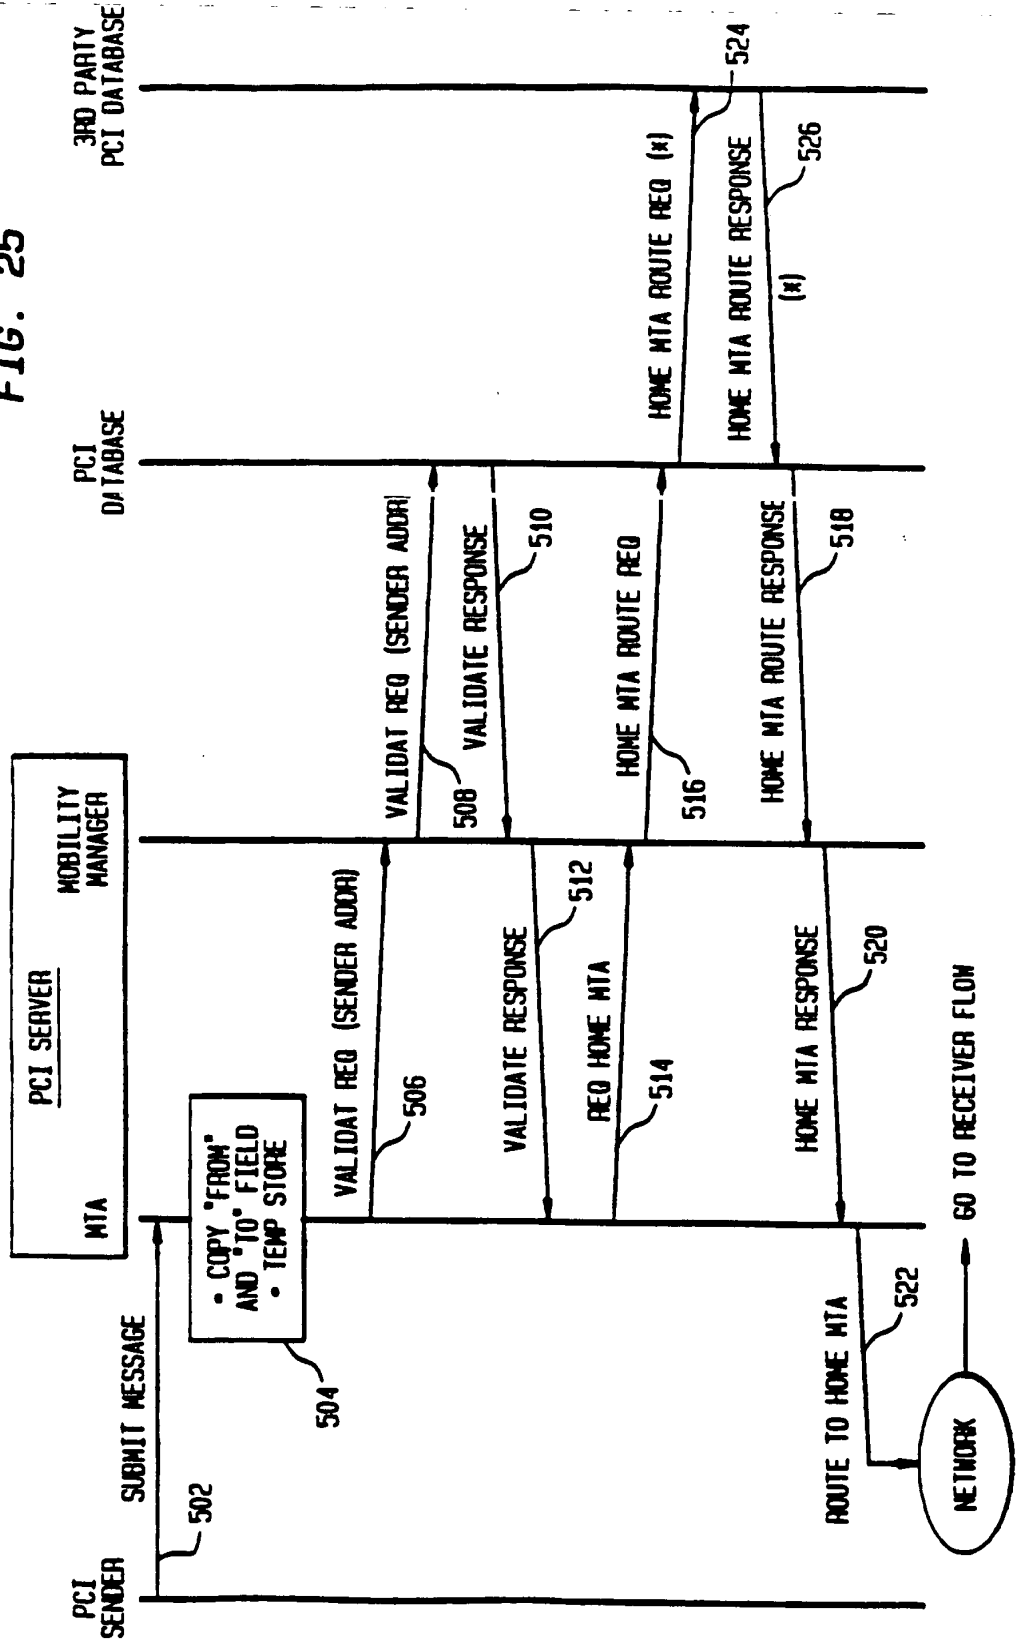 FIG. 25
PCI SERVER
PCI
SENDER
MTA
MOBILITY
MANAGER
PCI
DATABASE
3RD PARTY
PCI DATABASE
SUBMIT MESSAGE
502
• COPY "FROM"
AND "TO" FIELD
• TEMP STORE
504
VALIDAT REQ (SENDER ADDR)
506
VALIDAT REQ (SENDER ADDR)
508
VALIDATE RESPONSE
510
VALIDATE RESPONSE
512
REQ HOME MTA
514
HOME MTA ROUTE REQ
516
HOME MTA ROUTE REQ (*)
524
HOME MTA ROUTE RESPONSE
(*)
526
HOME MTA ROUTE RESPONSE
518
HOME MTA RESPONSE
520
ROUTE TO HOME MTA
522
NETWORK
GO TO RECEIVER FLOW